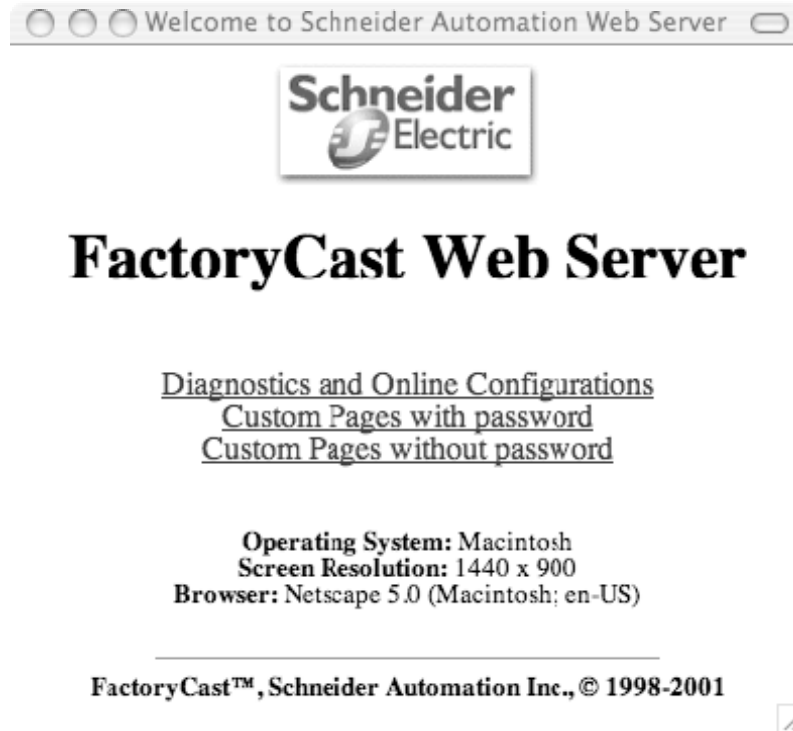 Welcome to Schneider Automation Web Server
Schneider
Electric
FactoryCast Web Server
Diagnostics and Online Configurations
Custom Pages with password
Custom Pages without password
Operating System: Macintosh
Screen Resolution: 1440 x 900
Browser: Netscape 5.0 (Macintosh; en-US)
FactoryCast™, Schneider Automation Inc., © 1998-2001